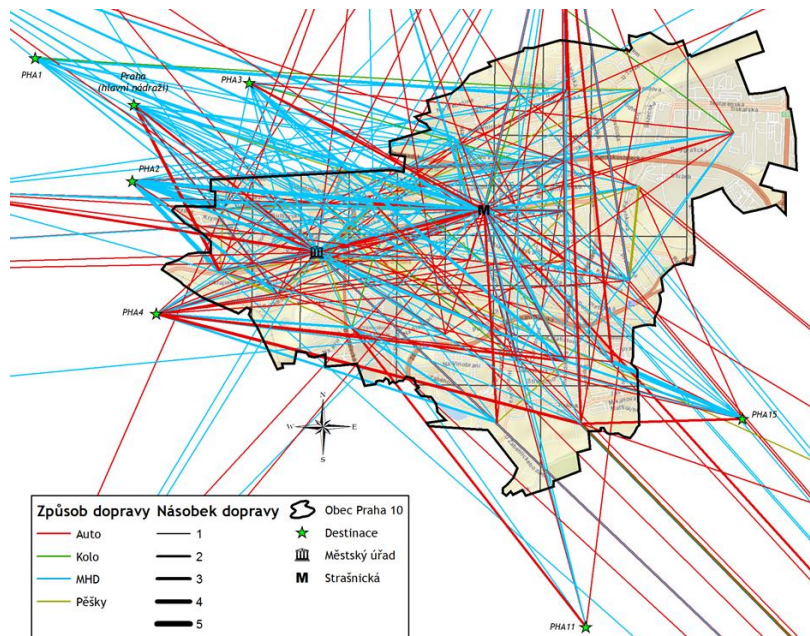 PHA1
Praha
(hlavní nádraží)
PHA3
PHA2
M
PHA4
PHA15
N
W E
S
PHA11
Způsob dopravy
Auto
Kolo
MHD
Pěšky
Násobek dopravy
1
2
3
4
5
Obec Praha 10
Destinace
Městský úřad
M Strašnická